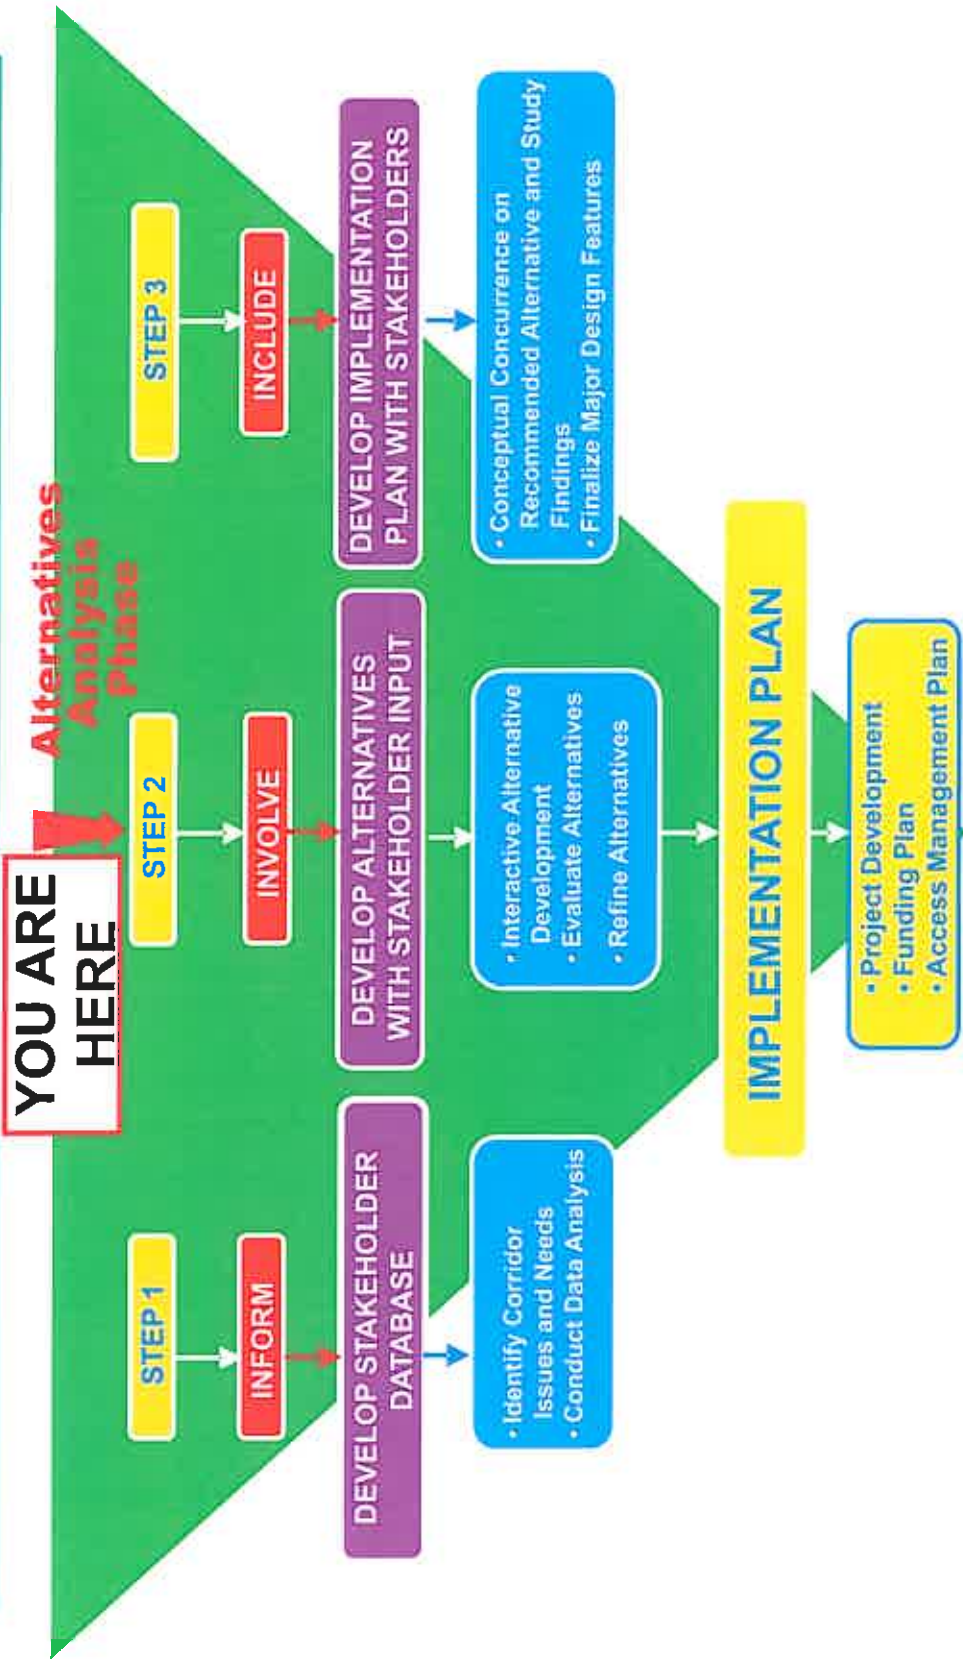 YOU ARE
HERE
Alternatives
Analysis
Phase
STEP 1
INFORM
DEVELOP STAKEHOLDER
DATABASE
• Identify Corridor
Issues and Needs
• Conduct Data Analysis
STEP 2
INVOLVE
DEVELOP ALTERNATIVES
WITH STAKEHOLDER INPUT
• Interactive Alternative
Development
• Evaluate Alternatives
• Refine Alternatives
STEP 3
INCLUDE
DEVELOP IMPLEMENTATION
PLAN WITH STAKEHOLDERS
• Conceptual Concurrence on
Recommended Alternative and Study
Findings
• Finalize Major Design Features
IMPLEMENTATION PLAN
• Project Development
• Funding Plan
• Access Management Plan